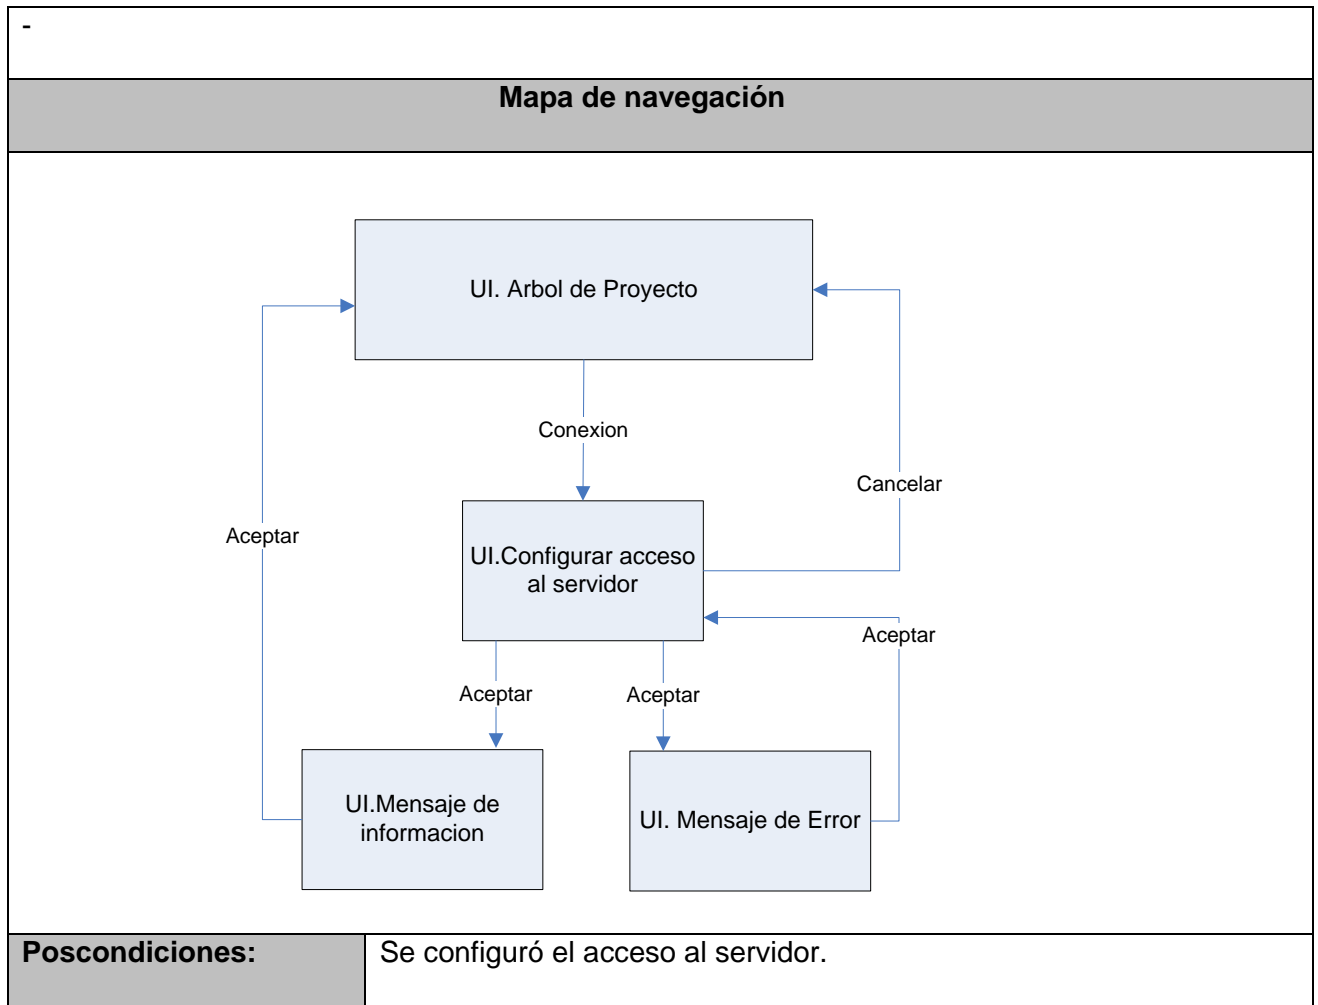 -
Mapa de navegación
UI. Arbol de Proyecto
Conexion
Cancelar
Aceptar
UI.Configurar acceso
al servidor
Aceptar
Aceptar
Aceptar
UI.Mensaje de
informacion
UI. Mensaje de Error
Poscondiciones:
Se configuró el acceso al servidor.